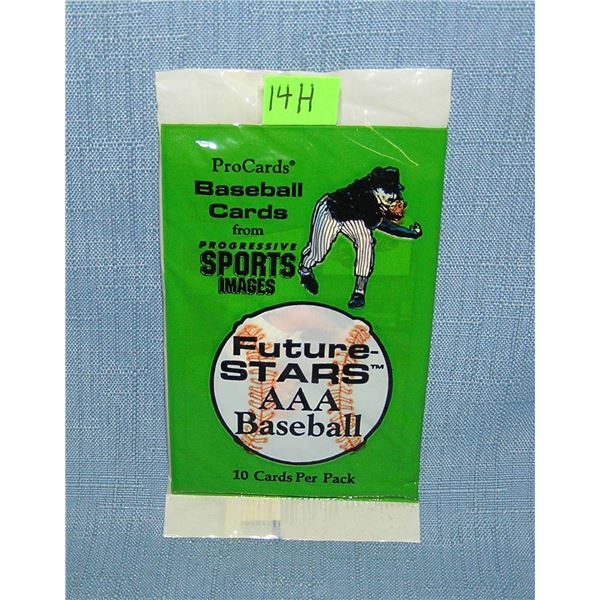 14H
ProCards®
Baseball
Cards
from
PROGRESSIVE
SPORTS
IMAGES
Future-
STARS™
AAA
Baseball
10 Cards Per Pack